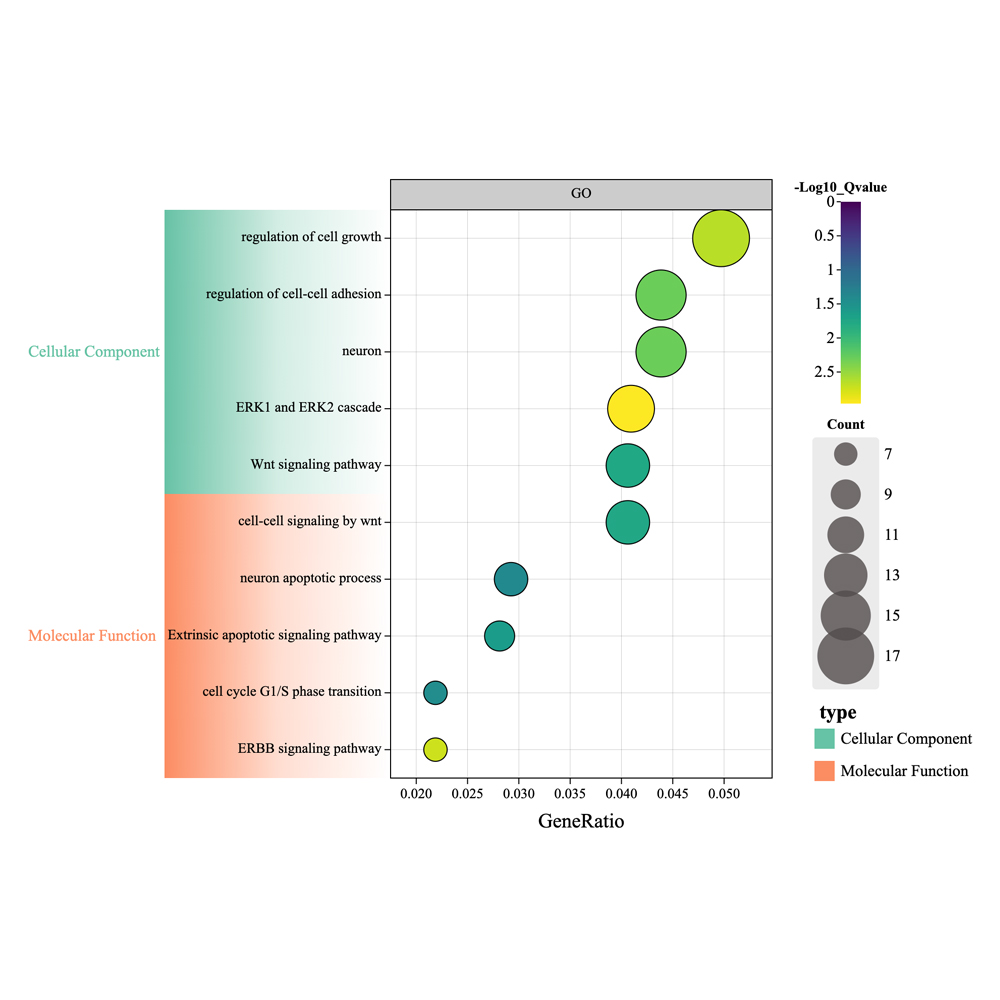 GO
regulation of cell growth
regulation of cell-cell adhesion
neuron
ERK1 and ERK2 cascade
Wnt signaling pathway
cell-cell signaling by wnt
neuron apoptotic process
Extrinsic apoptotic signaling pathway
cell cycle G1/S phase transition
ERBB signaling pathway
Cellular Component
Molecular Function
0.020 0.025 0.030 0.035 0.040 0.045 0.050
GeneRatio
-Log10_Qvalue
0
0.5
1
1.5
2
2.5
Count
7
9
11
13
15
17
type
Cellular Component
Molecular Function